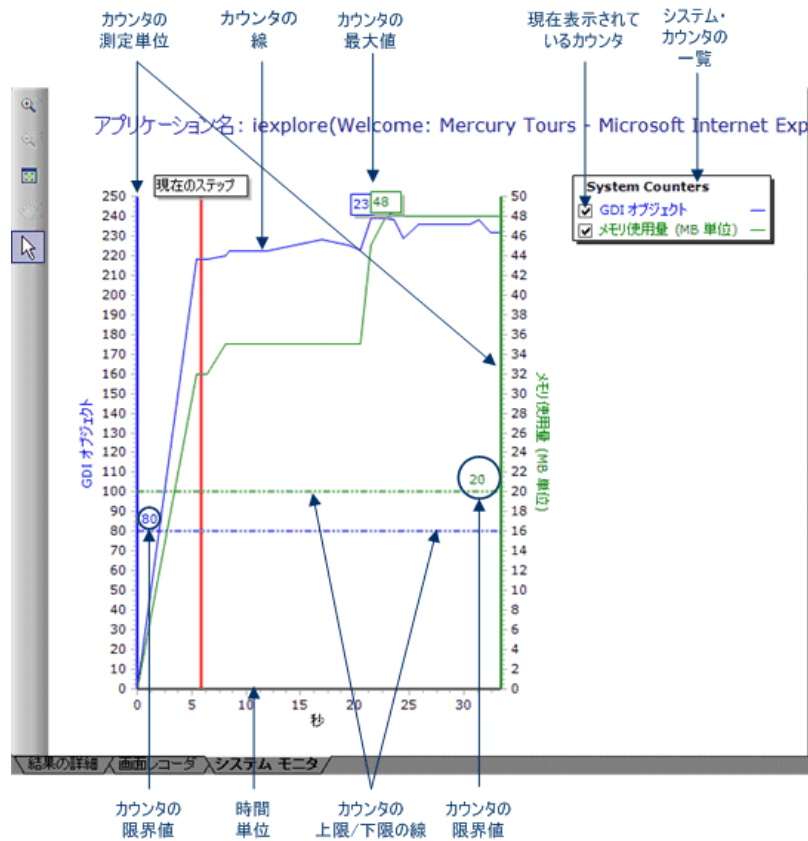 カウンタの
測定単位
カウンタの
線
カウンタの
最大値
現在表示されて
いるカウンタ
システム・
カウンタの
一覧
アプリケーション名: iexplore(Welcome: Mercury Tours - Microsoft Internet Exp
現在のステップ
23
48
System Counters
GDI オブジェクト
メモリ使用量 (MB 単位)
250
240
230
220
210
200
190
180
170
160
150
140
130
120
110
100
90
80
70
60
50
40
30
20
10
0
GDI オブジェクト
80
20
50
48
46
44
42
40
38
36
34
32
30
28
26
24
22
20
18
16
14
12
10
8
6
4
2
0
メモリ使用量 (MB 単位)
0
5
10
15
20
25
30
秒
結果の詳細
画面レコーダ
システム モニタ
カウンタの
限界値
時間
単位
カウンタの
上限/下限の線
カウンタの
限界値